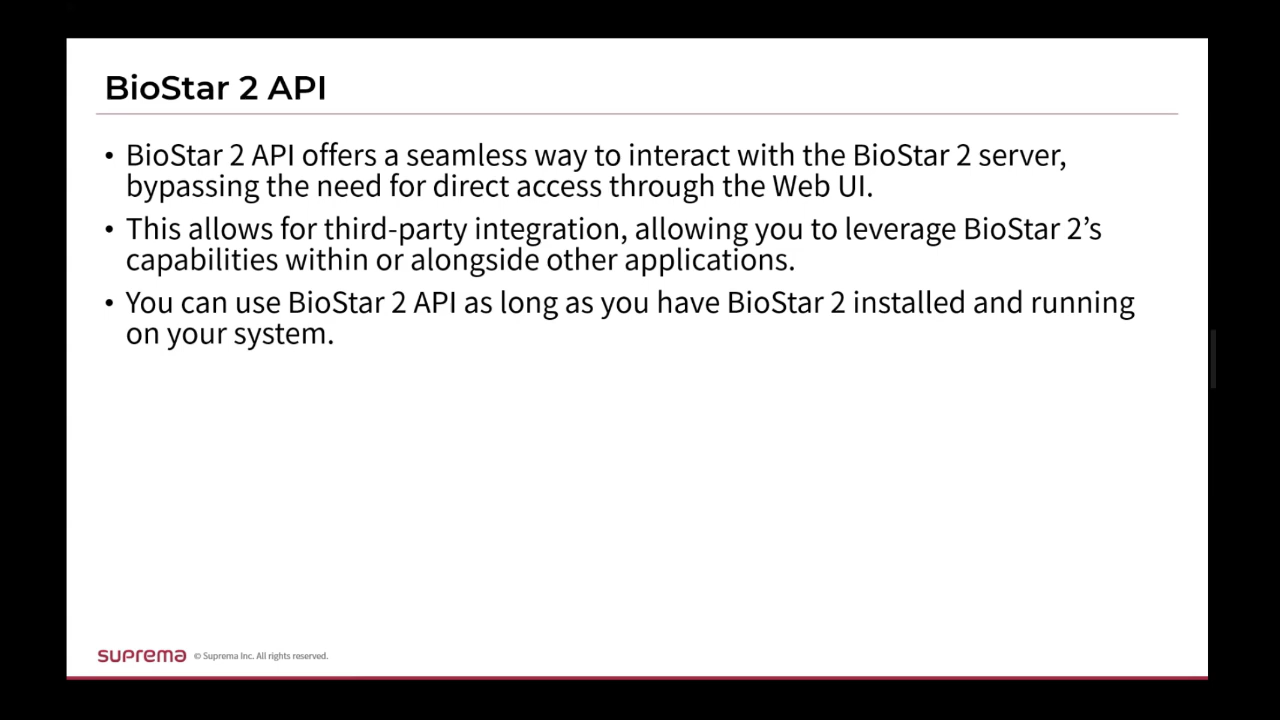 BioStar 2 API
• BioStar 2 API offers a seamless way to interact with the BioStar 2 server,
bypassing the need for direct access through the Web UI.
• This allows for third-party integration, allowing you to leverage BioStar 2’s
capabilities within or alongside other applications.
• You can use BioStar 2 API as long as you have BioStar 2 installed and running
on your system.
suprema © Suprema Inc. All rights reserved.